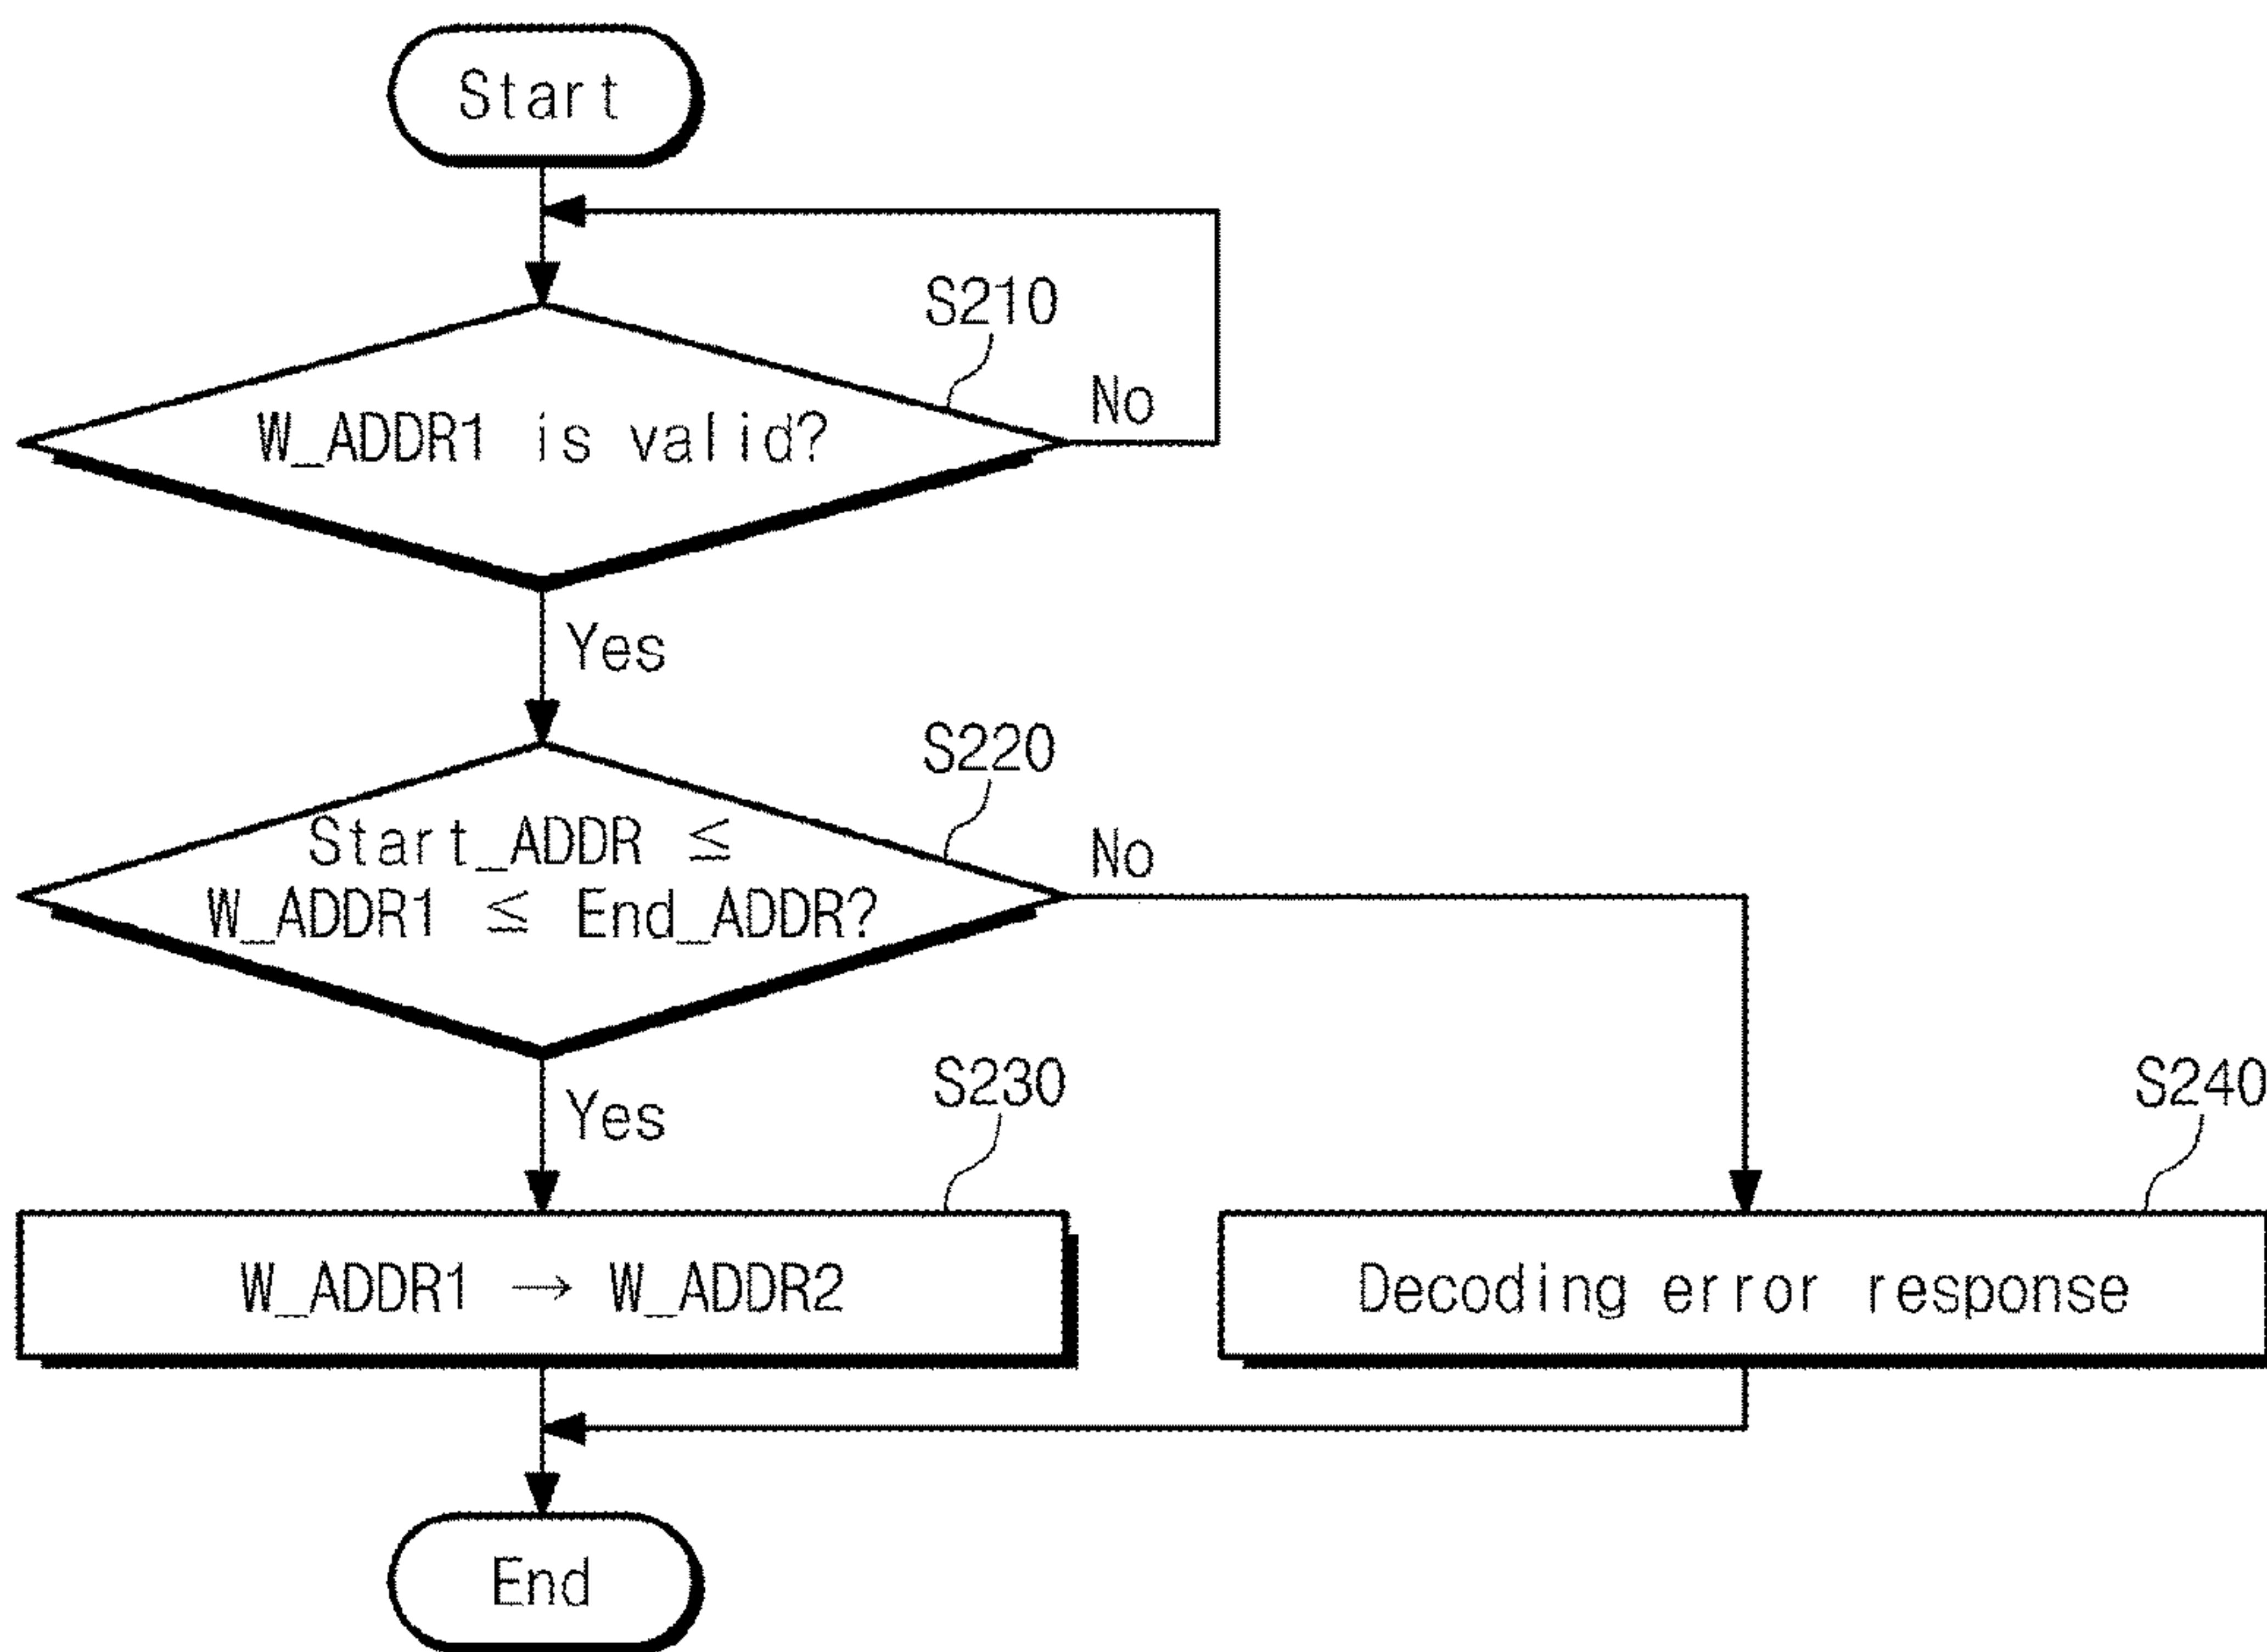 Start
S210
W_ADDR1 is valid?
No
Yes
S220
Start_ADDR ≦
W_ADDR1 ≦ End_ADDR?
No
Yes
S230
S240
W_ADDR1 → W_ADDR2
Decoding error response
End